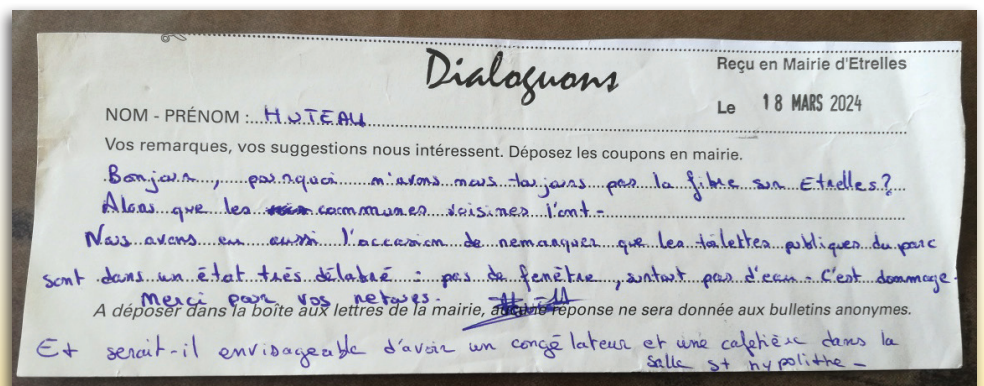 Dialoguons
Reçu en Mairie d'Etrelles
Le 18 MARS 2024
NOM - PRÉNOM : HUTEAU
Vos remarques, vos suggestions nous intéressent. Déposez les coupons en mairie.
Bonjour, pourquoi n'avons nous toujours pas la fibre sur Etrelles?
Alors que les communes voisines l'ont -
Nous avons eu aussi l'occasion de remarquer que les toilettes publiques du parc
sont dans un état très délabré : pas de fenêtre, surtout pas d'eau - C'est dommage.
Merci pour vos retours.
A déposer dans la boîte aux lettres de la mairie, aucune réponse ne sera donnée aux bulletins anonymes.
Et serait-il envisageable d'avoir un congélateur et une cafetière dans la
salle st hypolithe -